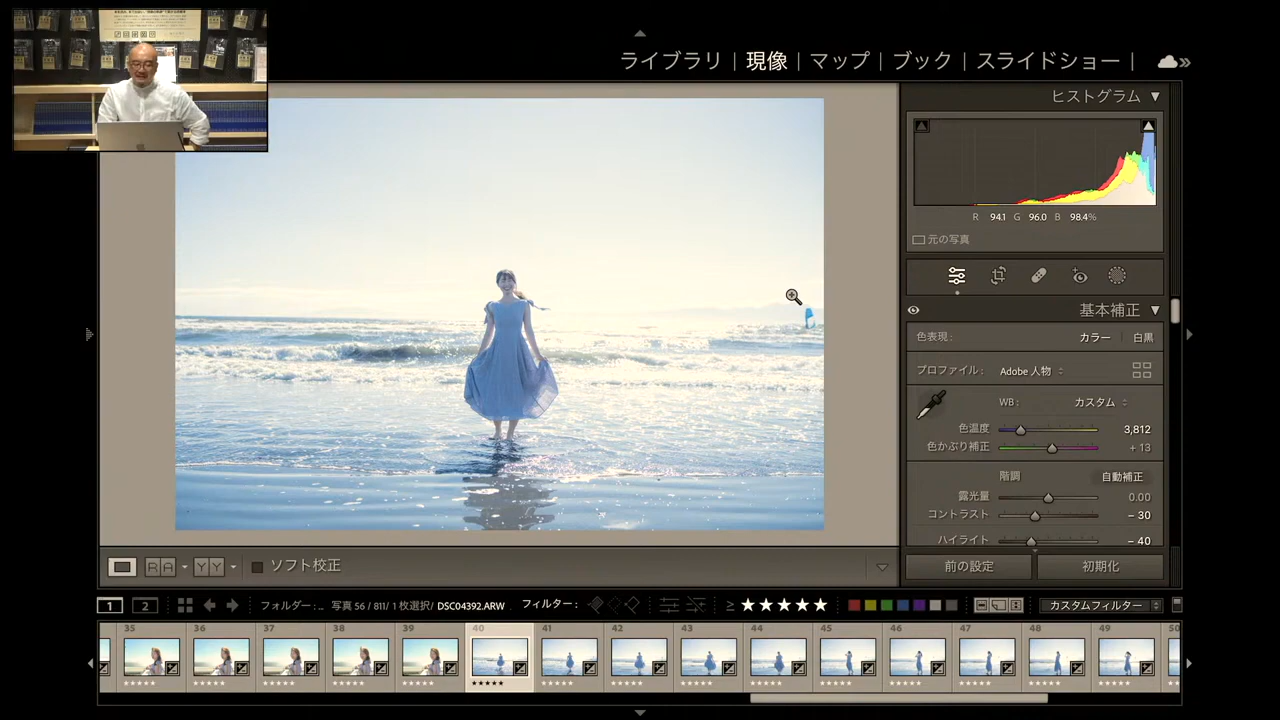 ライブラリ | 現像 | マップ | ブック | スライドショー |
ヒストグラム
R 94.1 G 96.0 B 98.4%
元の写真
基本補正
色表現: カラー 白黒
プロファイル: Adobe 人物
WB: カスタム
色温度 3,812
色かぶり補正 + 13
階調 自動補正
露光量 0.00
コントラスト - 30
ハイライト - 40
前の設定 初期化
R A Y Y ソフト校正
1 2 フォルダー: .. 写真 56 / 811/ 1 枚選択/ DSC04392.ARW フィルター: ≥ ★★★★★ カスタムフィルター
35 36 37 38 39 40 41 42 43 44 45 46 47 48 49 50